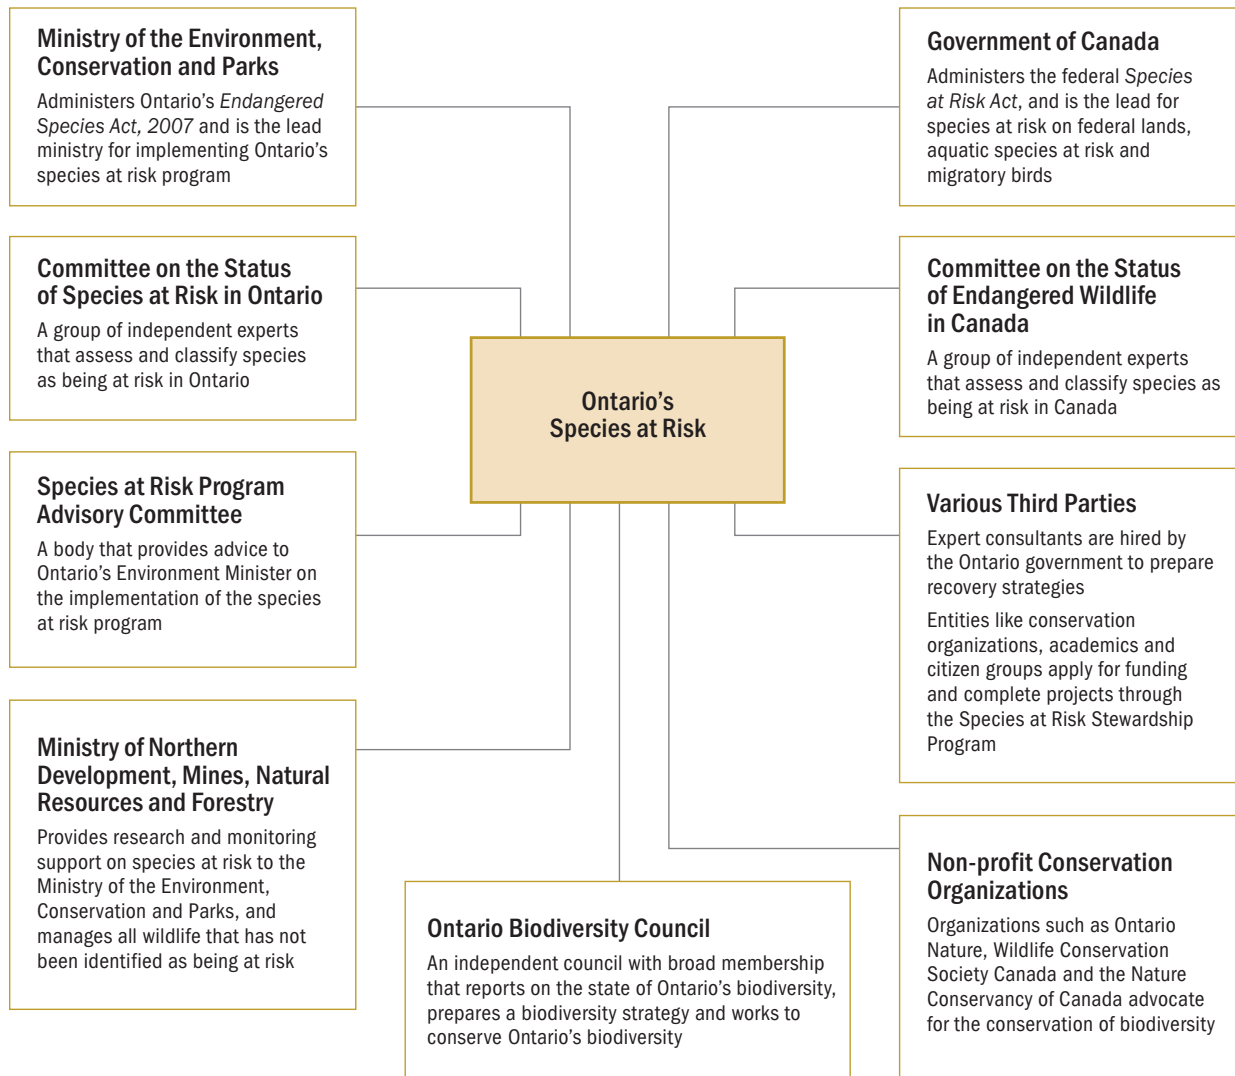 Ministry of the Environment,
Conservation and Parks
Administers Ontario's Endangered
Species Act, 2007 and is the lead
ministry for implementing Ontario's
species at risk program
Committee on the Status
of Species at Risk in Ontario
A group of independent experts
that assess and classify species
as being at risk in Ontario
Species at Risk Program
Advisory Committee
A body that provides advice to
Ontario's Environment Minister on
the implementation of the species
at risk program
Ministry of Northern
Development, Mines, Natural
Resources and Forestry
Provides research and monitoring
support on species at risk to the
Ministry of the Environment,
Conservation and Parks, and
manages all wildlife that has not
been identified as being at risk
Ontario's
Species at Risk
Ontario Biodiversity Council
An independent council with broad membership
that reports on the state of Ontario's biodiversity,
prepares a biodiversity strategy and works to
conserve Ontario's biodiversity
Government of Canada
Administers the federal Species
at Risk Act, and is the lead for
species at risk on federal lands,
aquatic species at risk and
migratory birds
Committee on the Status
of Endangered Wildlife
in Canada
A group of independent experts
that assess and classify species as
being at risk in Canada
Various Third Parties
Expert consultants are hired by
the Ontario government to prepare
recovery strategies
Entities like conservation
organizations, academics and
citizen groups apply for funding
and complete projects through
the Species at Risk Stewardship
Program
Non-profit Conservation
Organizations
Organizations such as Ontario
Nature, Wildlife Conservation
Society Canada and the Nature
Conservancy of Canada advocate
for the conservation of biodiversity